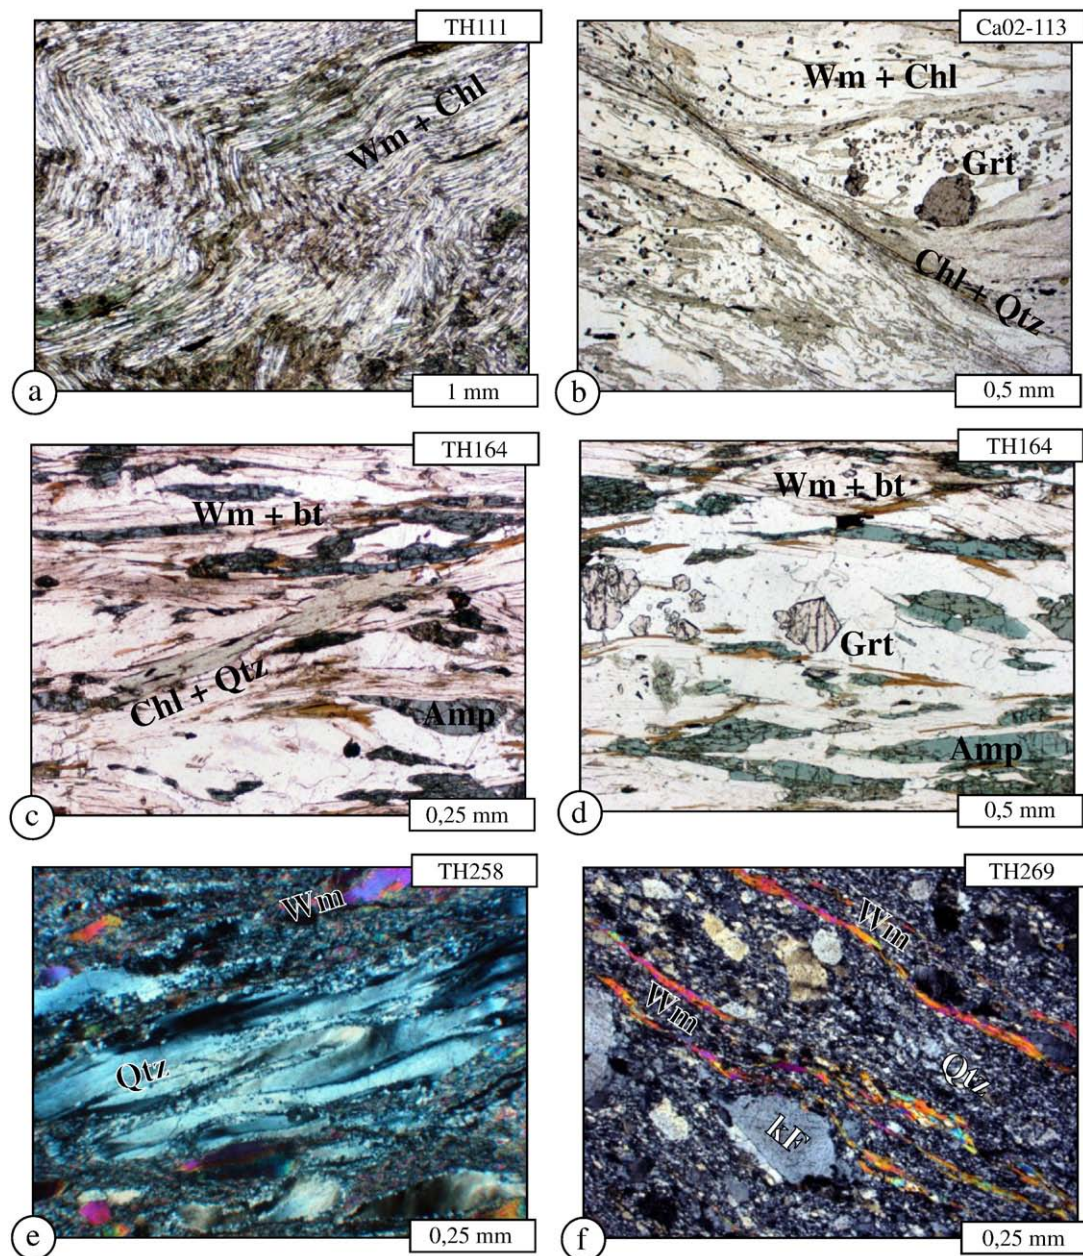 TH111
Wm + Chl
a
1 mm
Ca02-113
Wm + Chl
Grt
Chl + Qtz
b
0,5 mm
TH164
Wm + bt
Chl + Qtz
Amp
c
0,25 mm
TH164
Wm + bt
Grt
Amp
d
0,5 mm
TH258
Wm
Qtz
e
0,25 mm
TH269
Wm
Wm
Qtz
kF
f
0,25 mm